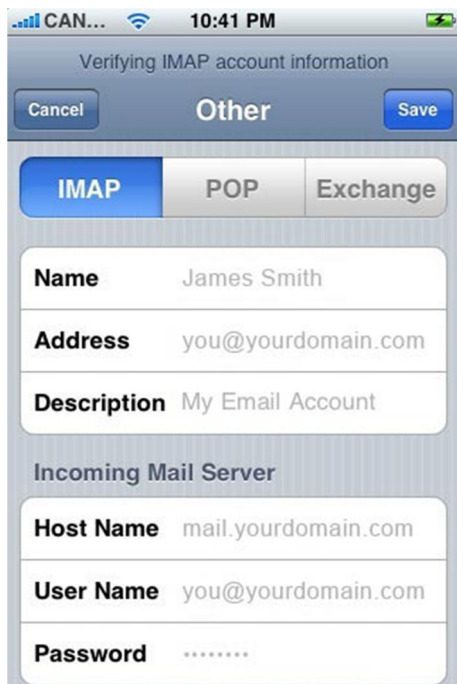 CAN... 10:41 PM
Verifying IMAP account information
Cancel Other Save
IMAP POP Exchange
Name James Smith
Address you@yourdomain.com
Description My Email Account
Incoming Mail Server
Host Name mail.yourdomain.com
User Name you@yourdomain.com
Password ········